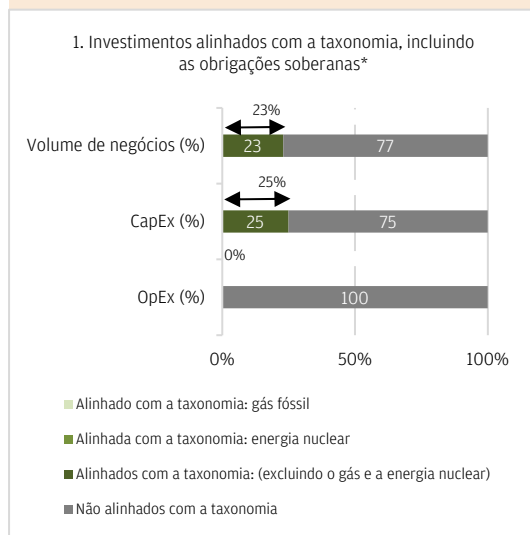 1. Investimentos alinhados com a taxonomia, incluindo
as obrigações soberanas*
23%
Volume de negócios (%)
23
77
25%
CapEx (%)
25
75
0%
OpEx (%)
100
0%
50%
100%
Alinhado com a taxonomia: gás fóssil
Alinhada com a taxonomia: energia nuclear
Alinhados com a taxonomia: (excluindo o gás e a energia nuclear)
Não alinhados com a taxonomia